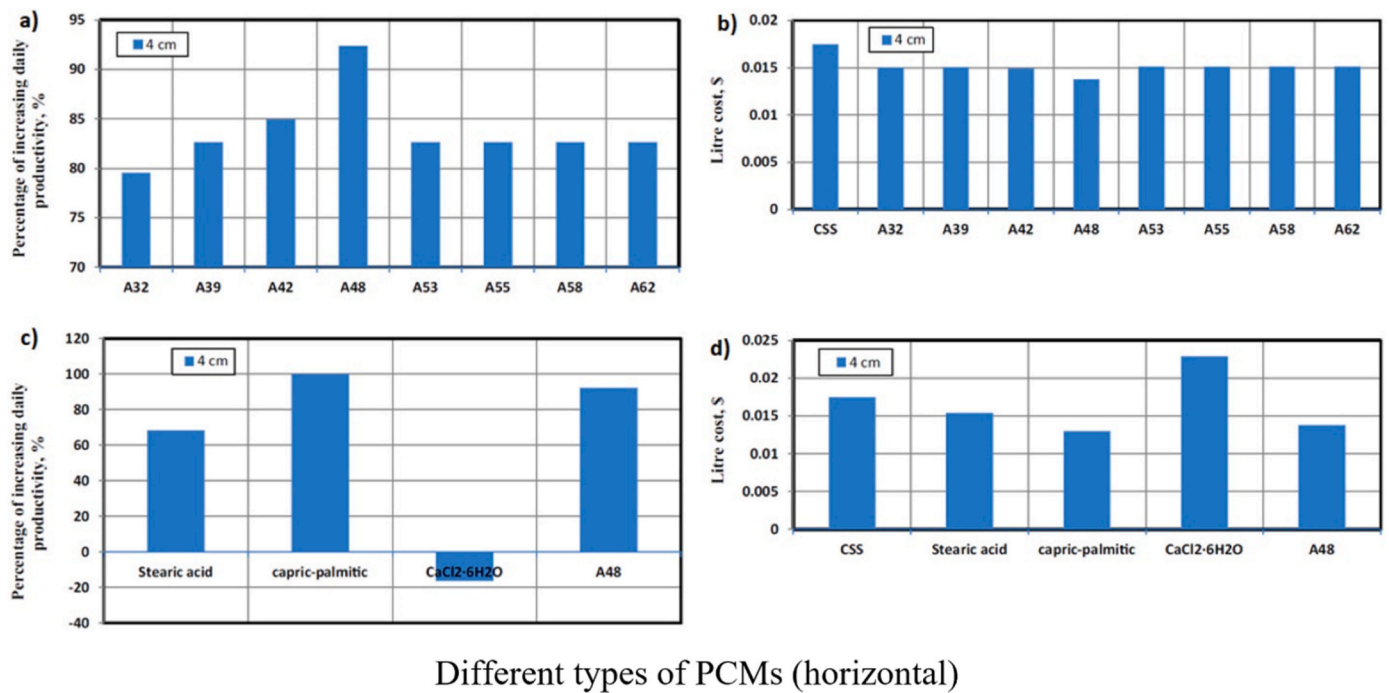 a)
Percentage of increasing daily
productivity, %
95
90
85
80
75
70
4 cm
A32 A39 A42 A48 A53 A55 A58 A62
b)
Litre cost, $
0.02
0.015
0.01
0.005
0
4 cm
CSS A32 A39 A42 A48 A53 A55 A58 A62
c)
Percentage of increasing daily
productivity, %
120
100
80
60
40
20
0
-20
-40
4 cm
Stearic acid capric-palmitic CaCl2·6H2O A48
d)
Litre cost, $
0.025
0.02
0.015
0.01
0.005
0
4 cm
CSS Stearic acid capric-palmitic CaCl2·6H2O A48
Different types of PCMs (horizontal)